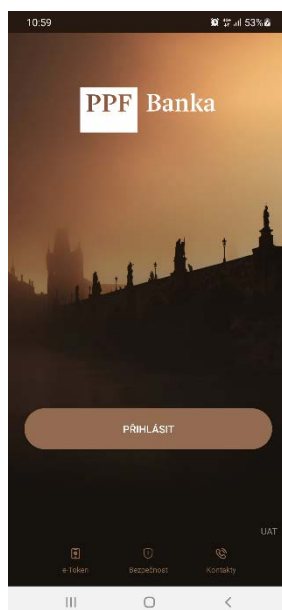 10:59
53%
PPF Banka
PŘIHLÁSIT
UAT
e-Token Bezpečnost Kontakty